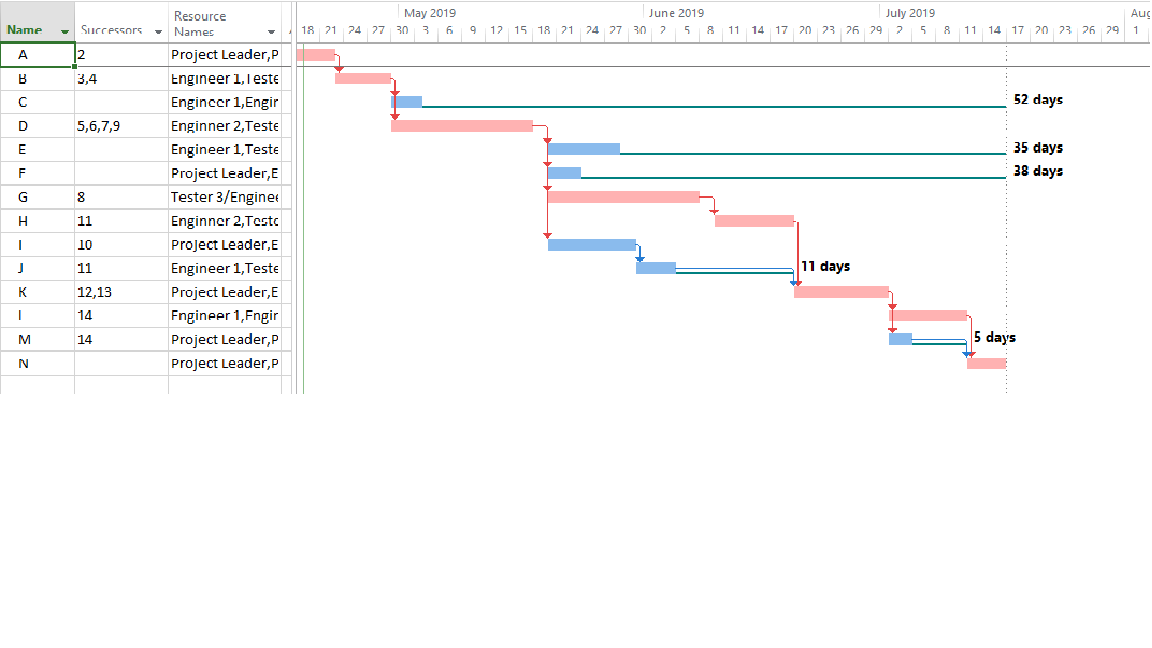 May 2019 June 2019 July 2019 Aug
Name Successors Resource Names
18 21 24 27 30 3 6 9 12 15 18 21 24 27 30 2 5 8 11 14 17 20 23 26 29 2 5 8 11 14 17 20 23 26 29 1
A 2 Project Leader,P
B 3,4 Engineer 1,Teste
C Engineer 1,Engir 52 days
D 5,6,7,9 Enginner 2,Teste
E Engineer 1,Teste 35 days
F Project Leader,E 38 days
G 8 Tester 3/Enginee
H 11 Enginner 2,Teste
I 10 Project Leader,E
J 11 Engineer 1,Teste 11 days
K 12,13 Project Leader,E
L 14 Engineer 1,Engir
M 14 Project Leader,P 5 days
N Project Leader,P